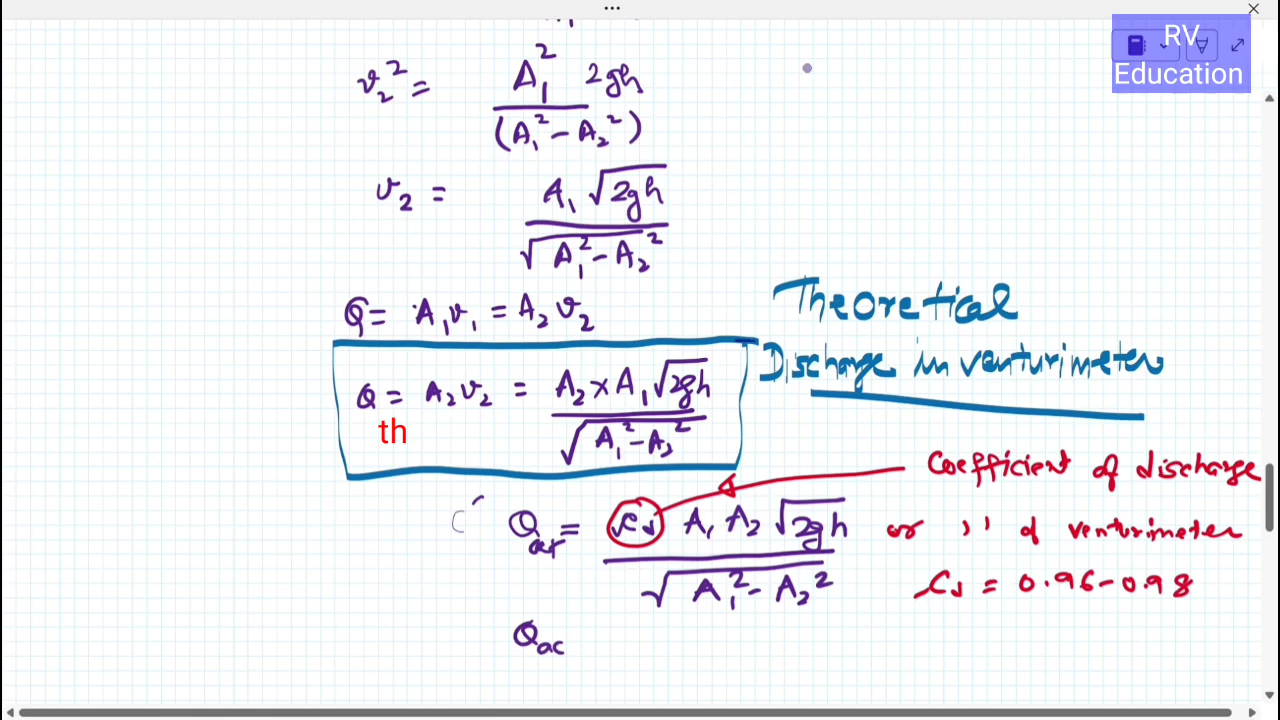 RV
Education
v₂² = A₁² 2gh / (A₁² - A₂²)
v₂ = A₁ √2gh / √A₁² - A₂²
Q = A₁v₁ = A₂v₂
Theoretical
Discharge in venturimeter
Q th = A₂v₂ = A₂ × A₁ √2gh / √A₁² - A₂²
Coefficient of discharge
Qact = Cd A₁ A₂ √2gh / √A₁² - A₂²
or ,, of venturimeter
Cd = 0.96-0.98
Qac